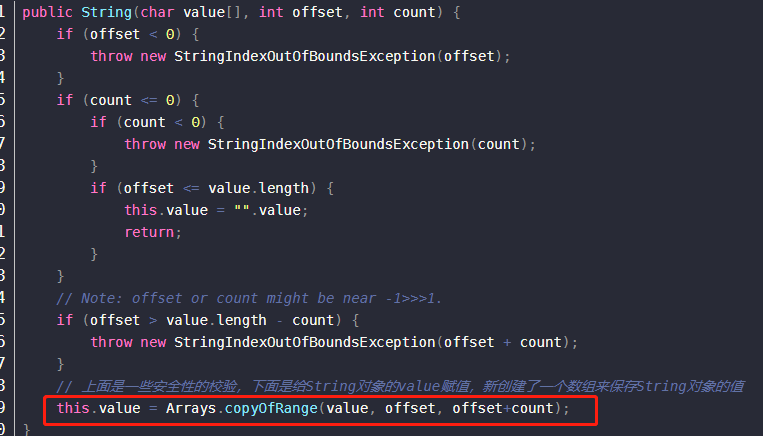 1 public String(char value[], int offset, int count) {
2 if (offset < 0) {
3 throw new StringIndexOutOfBoundsException(offset);
4 }
5 if (count <= 0) {
6 if (count < 0) {
7 throw new StringIndexOutOfBoundsException(count);
8 }
9 if (offset <= value.length) {
0 this.value = "".value;
1 return;
2 }
3 }
4 // Note: offset or count might be near -1>>>1.
5 if (offset > value.length - count) {
6 throw new StringIndexOutOfBoundsException(offset + count);
7 }
8 // 上面是一些安全性的校验, 下面是给String对象的value赋值, 新创建了一个数组来保存String对象的值
9 this.value = Arrays.copyOfRange(value, offset, offset+count);
0 }